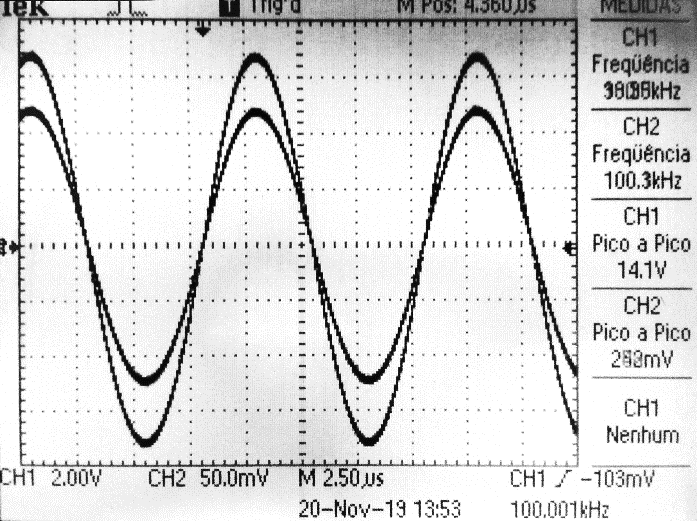 Tek T Trig'd M Pos: 4.360µs MEDIDAS
CH1
Freqüência
CH2
Freqüência
100.3kHz
CH1
Pico a Pico
14.1V
CH2
Pico a Pico
CH1
Nenhum
CH1 2.00V CH2 50.0mV M 2.50µs CH1 -103mV
20-Nov-19 13:53 100.001kHz